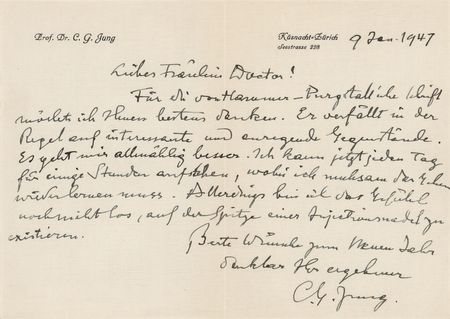 Prof. Dr. C. G. Jung
Küsnacht-Zürich
Seestrasse 228
9 Jan. 1947
Liebes Fräulein Doctor!
Für die von Hammer-Purgstall'sche Schrift
möchte ich Ihnen bestens danken. Er verfällt in der
Regel auf interessante und anregende Gegenstände.
Es geht mir allmählig besser. Ich kann jetzt jeden Tag
für einige Stunden aufstehen, wobei ich mühsam das Gehen
wieder lernen muss. Allerdings bin ich das Gefühl
noch nicht los, auf der Spitze einer Injectionsnadel zu
existieren.
Beste Wünsche zum Neuen Jahr
dankbar Ihr ergebener
C. G. Jung.